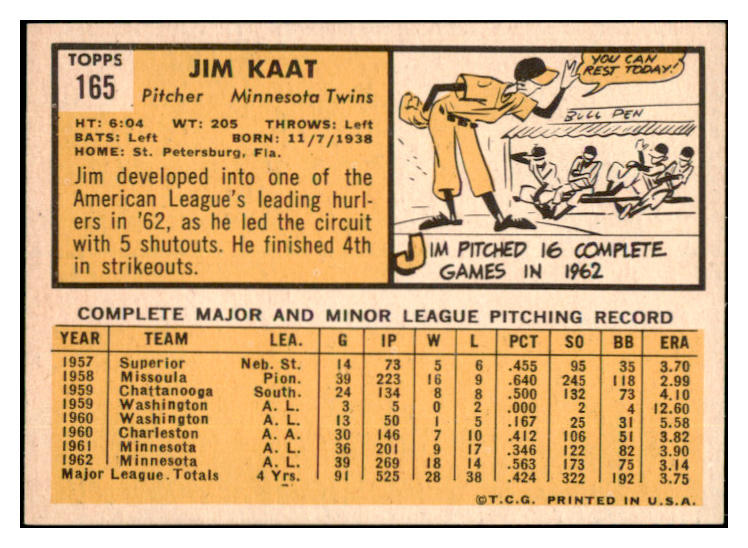 TOPPS
165
JIM KAAT
Pitcher Minnesota Twins
HT: 6:04 WT: 205 THROWS: Left
BATS: Left BORN: 11/7/1938
HOME: St. Petersburg, Fla.
Jim developed into one of the
American League's leading hurl-
ers in '62, as he led the circuit
with 5 shutouts. He finished 4th
in strikeouts.
YOU CAN
REST TODAY!
BULL PEN
JIM PITCHED 16 COMPLETE
GAMES IN 1962
COMPLETE MAJOR AND MINOR LEAGUE PITCHING RECORD
YEAR TEAM LEA. G IP W L PCT SO BB ERA
1957 Superior Neb. St. 14 73 5 6 .455 95 35 3.70
1958 Missoula Pion. 39 223 16 9 .640 245 118 2.99
1959 Chattanooga South. 24 134 8 8 .500 132 73 4.10
1959 Washington A. L. 3 5 0 2 .000 2 4 12.60
1960 Washington A. L. 13 50 1 5 .167 25 31 5.58
1960 Charleston A. A. 30 146 7 10 .412 106 51 3.82
1961 Minnesota A. L. 36 201 9 17 .346 122 82 3.90
1962 Minnesota A. L. 39 269 18 14 .563 173 75 3.14
Major League Totals 4 Yrs. 91 525 28 38 .424 322 192 3.75
©T.C.G. PRINTED IN U.S.A.